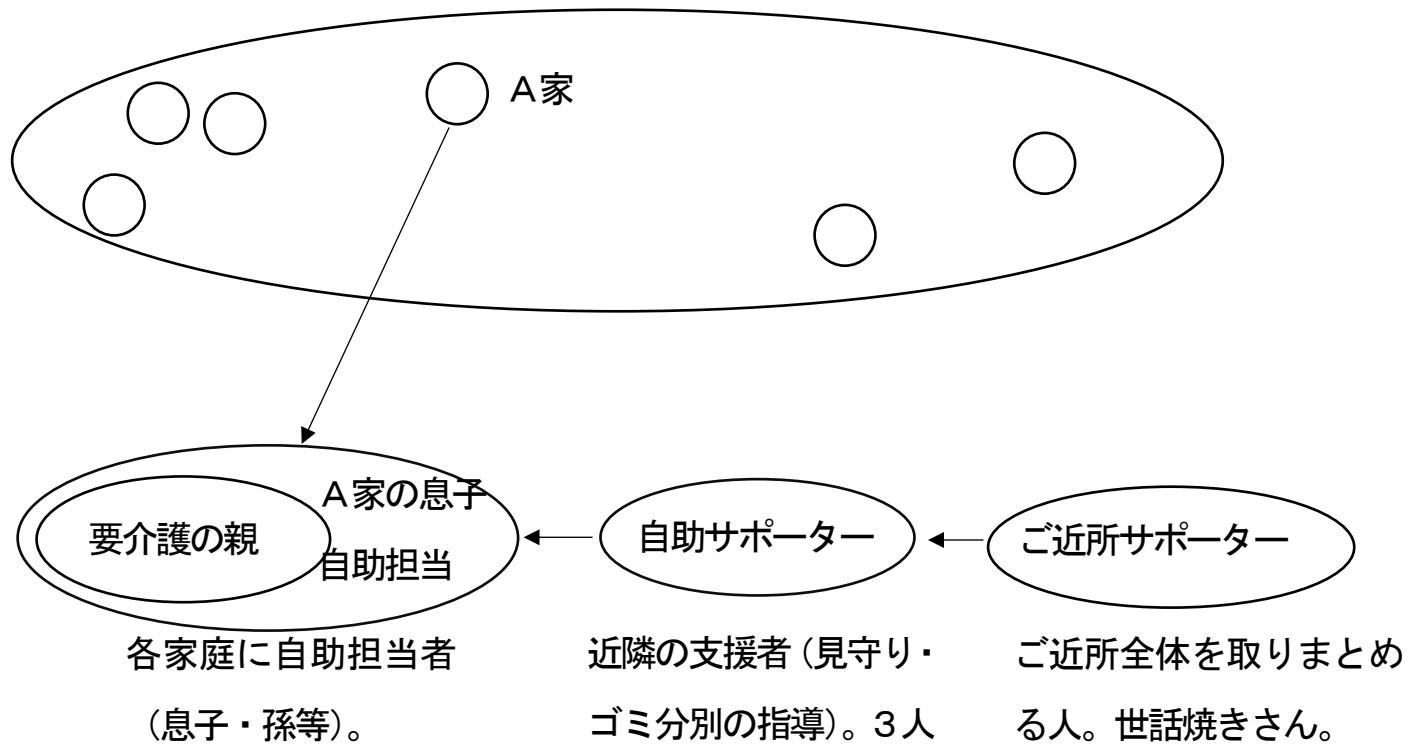 A家
A家の息子
要介護の親
自助担当
自助サポーター
ご近所サポーター
各家庭に自助担当者
（息子・孫等）。
近隣の支援者（見守り・
ゴミ分別の指導）。３人
ご近所全体を取りまとめ
る人。世話焼きさん。